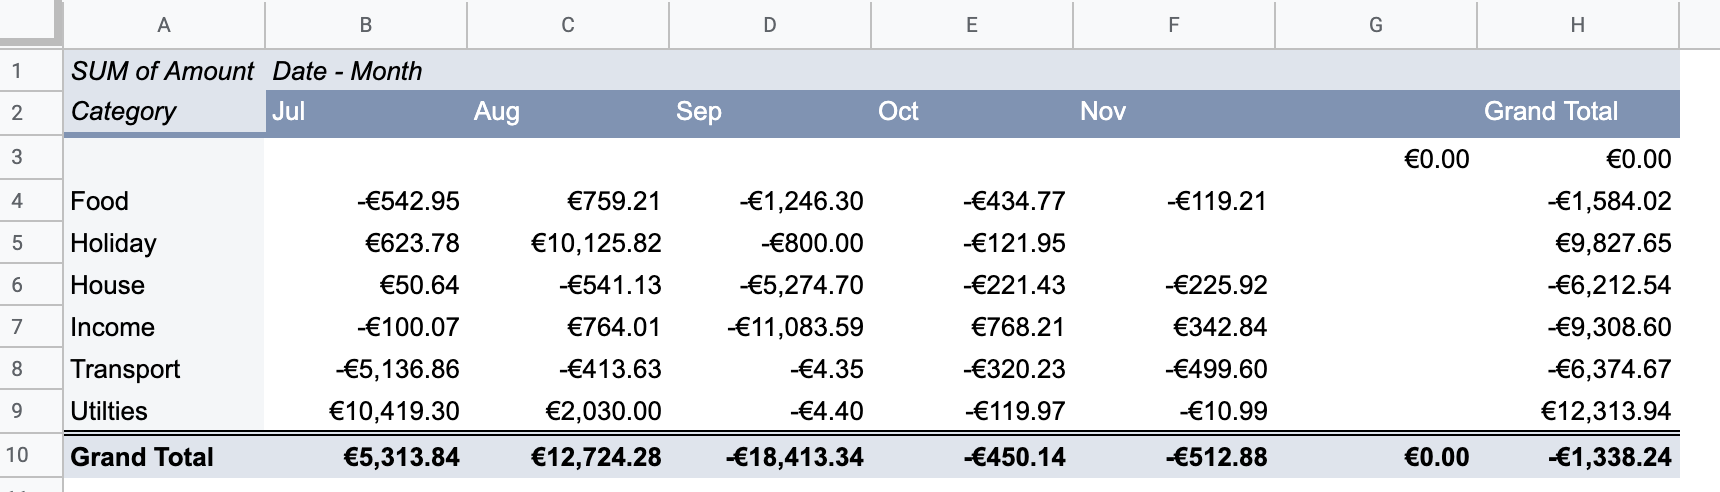 A B C D E F G H
1 SUM of Amount Date - Month
2 Category Jul Aug Sep Oct Nov Grand Total
3 €0.00 €0.00
4 Food -€542.95 €759.21 -€1,246.30 -€434.77 -€119.21 -€1,584.02
5 Holiday €623.78 €10,125.82 -€800.00 -€121.95 €9,827.65
6 House €50.64 -€541.13 -€5,274.70 -€221.43 -€225.92 -€6,212.54
7 Income -€100.07 €764.01 -€11,083.59 €768.21 €342.84 -€9,308.60
8 Transport -€5,136.86 -€413.63 -€4.35 -€320.23 -€499.60 -€6,374.67
9 Utilties €10,419.30 €2,030.00 -€4.40 -€119.97 -€10.99 €12,313.94
10 Grand Total €5,313.84 €12,724.28 -€18,413.34 -€450.14 -€512.88 €0.00 -€1,338.24